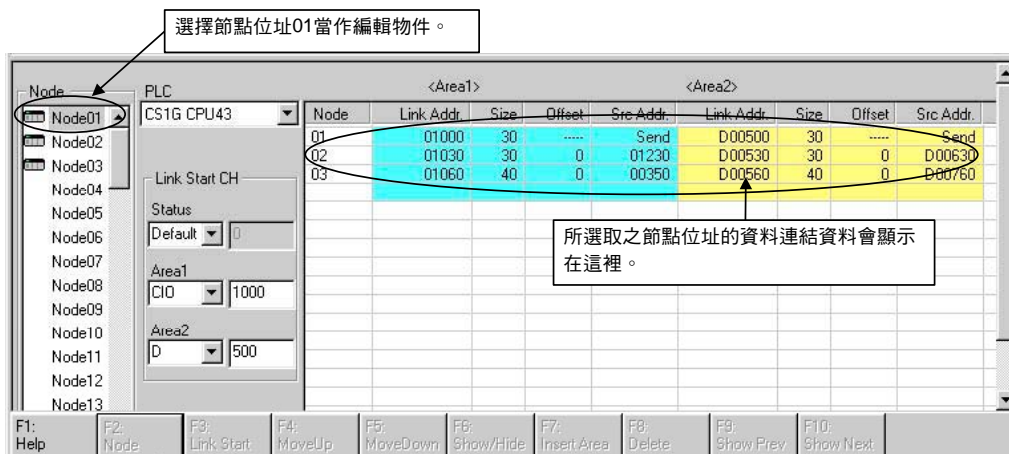 選擇節點位址01當作編輯物件。
Node
PLC
<Area1>
<Area2>
CS1G CPU43
Node Link Addr. Size Offset Src Addr. Link Addr. Size Offset Src Addr.
01 01000 30 ----- Send D00500 30 ----- Send
02 01030 30 0 01230 D00530 30 0 D00630
03 01060 40 0 00350 D00560 40 0 D00760
Node01
Node02
Node03
Node04
Node05
Node06
Node07
Node08
Node09
Node10
Node11
Node12
Node13
Link Start CH
Status
Default 0
Area1
CIO 1000
Area2
D 500
所選取之節點位址的資料連結資料會顯示
在這裡。
F1: Help
F2: Node
F3: Link Start
F4: MoveUp
F5: MoveDown
F6: Show/Hide
F7: Insert Area
F8: Delete
F9: Show Prev
F10: Show Next